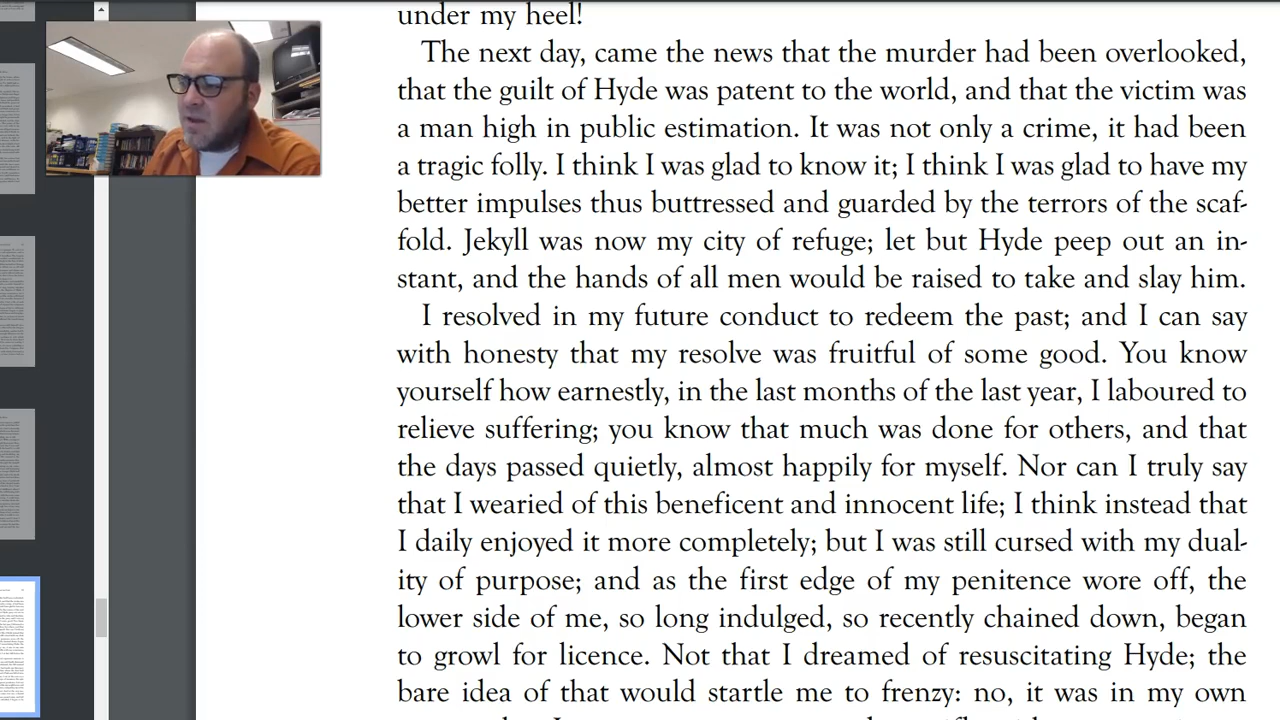 under my heel!
The next day, came the news that the murder had been overlooked,
that the guilt of Hyde was patent to the world, and that the victim was
a man high in public estimation. It was not only a crime, it had been
a tragic folly. I think I was glad to know it; I think I was glad to have my
better impulses thus buttressed and guarded by the terrors of the scaf-
fold. Jekyll was now my city of refuge; let but Hyde peep out an in-
stant, and the hands of all men would be raised to take and slay him.
I resolved in my future conduct to redeem the past; and I can say
with honesty that my resolve was fruitful of some good. You know
yourself how earnestly, in the last months of the last year, I laboured to
relieve suffering; you know that much was done for others, and that
the days passed quietly, almost happily for myself. Nor can I truly say
that I wearied of this beneficent and innocent life; I think instead that
I daily enjoyed it more completely; but I was still cursed with my dual-
ity of purpose; and as the first edge of my penitence wore off, the
lower side of me, so long indulged, so recently chained down, began
to growl for licence. Not that I dreamed of resuscitating Hyde; the
bare idea of that would startle me to frenzy: no, it was in my own